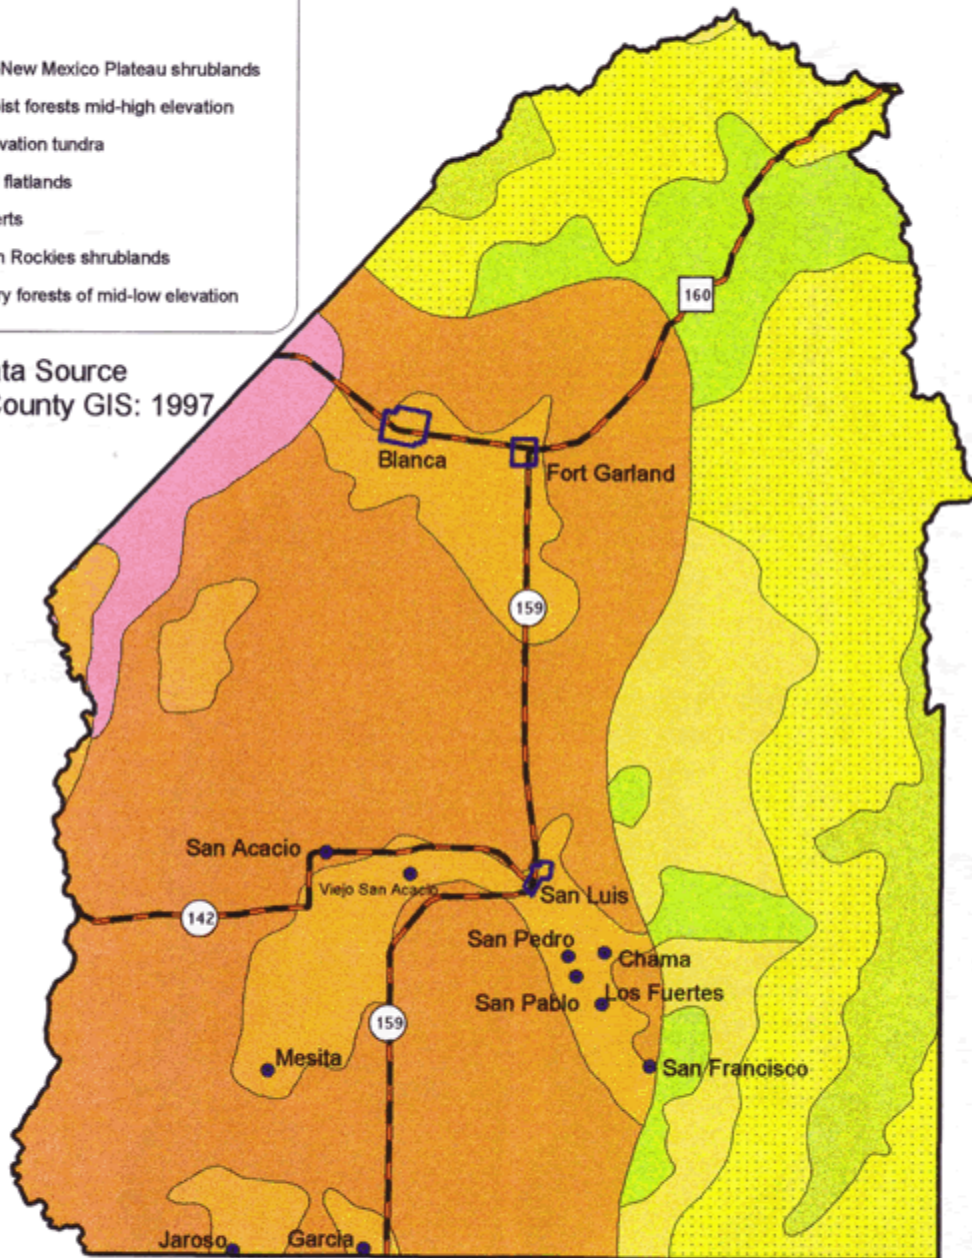 New Mexico Plateau shrublands
ist forests mid-high elevation
vation tundra
flatlands
erts
n Rockies shrublands
ry forests of mid-low elevation
ta Source
County GIS: 1997
160
Blanca
Fort Garland
159
San Acacio
Viejo San Acacio
San Luis
142
San Pedro
Chama
San Pablo
Los Fuertes
159
Mesita
San Francisco
Jaroso
Garcia